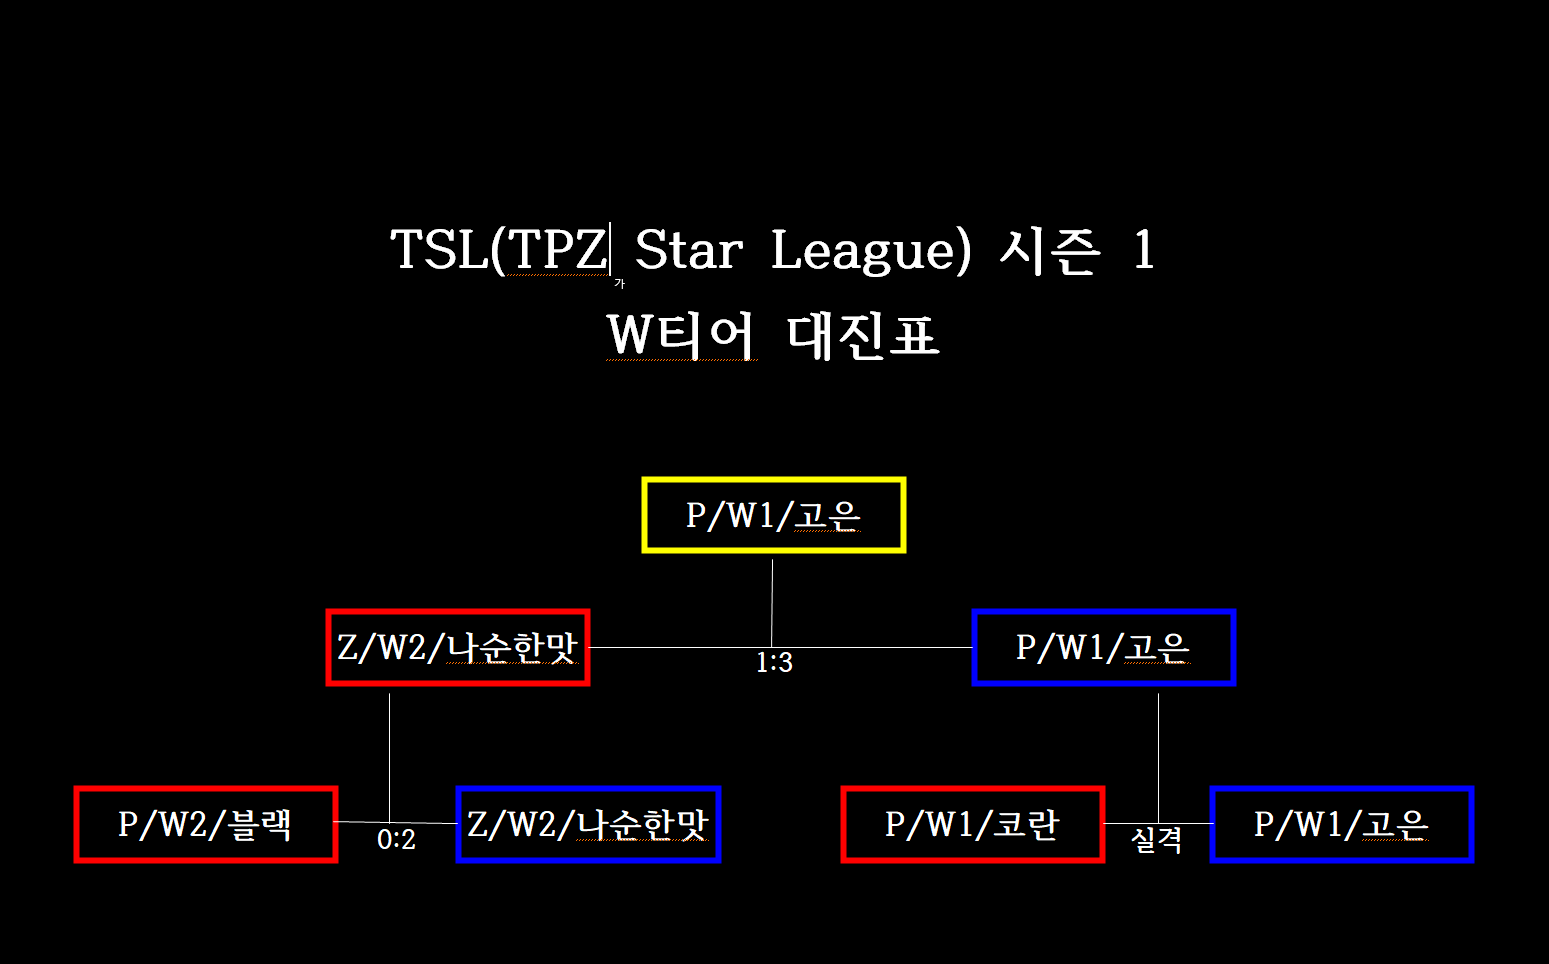 TSL(TPZ Star League) 시즌 1
가
W티어 대진표
P/W1/고은
Z/W2/나순한맛
1:3
P/W1/고은
P/W2/블랙
0:2
Z/W2/나순한맛
P/W1/코란
실격
P/W1/고은